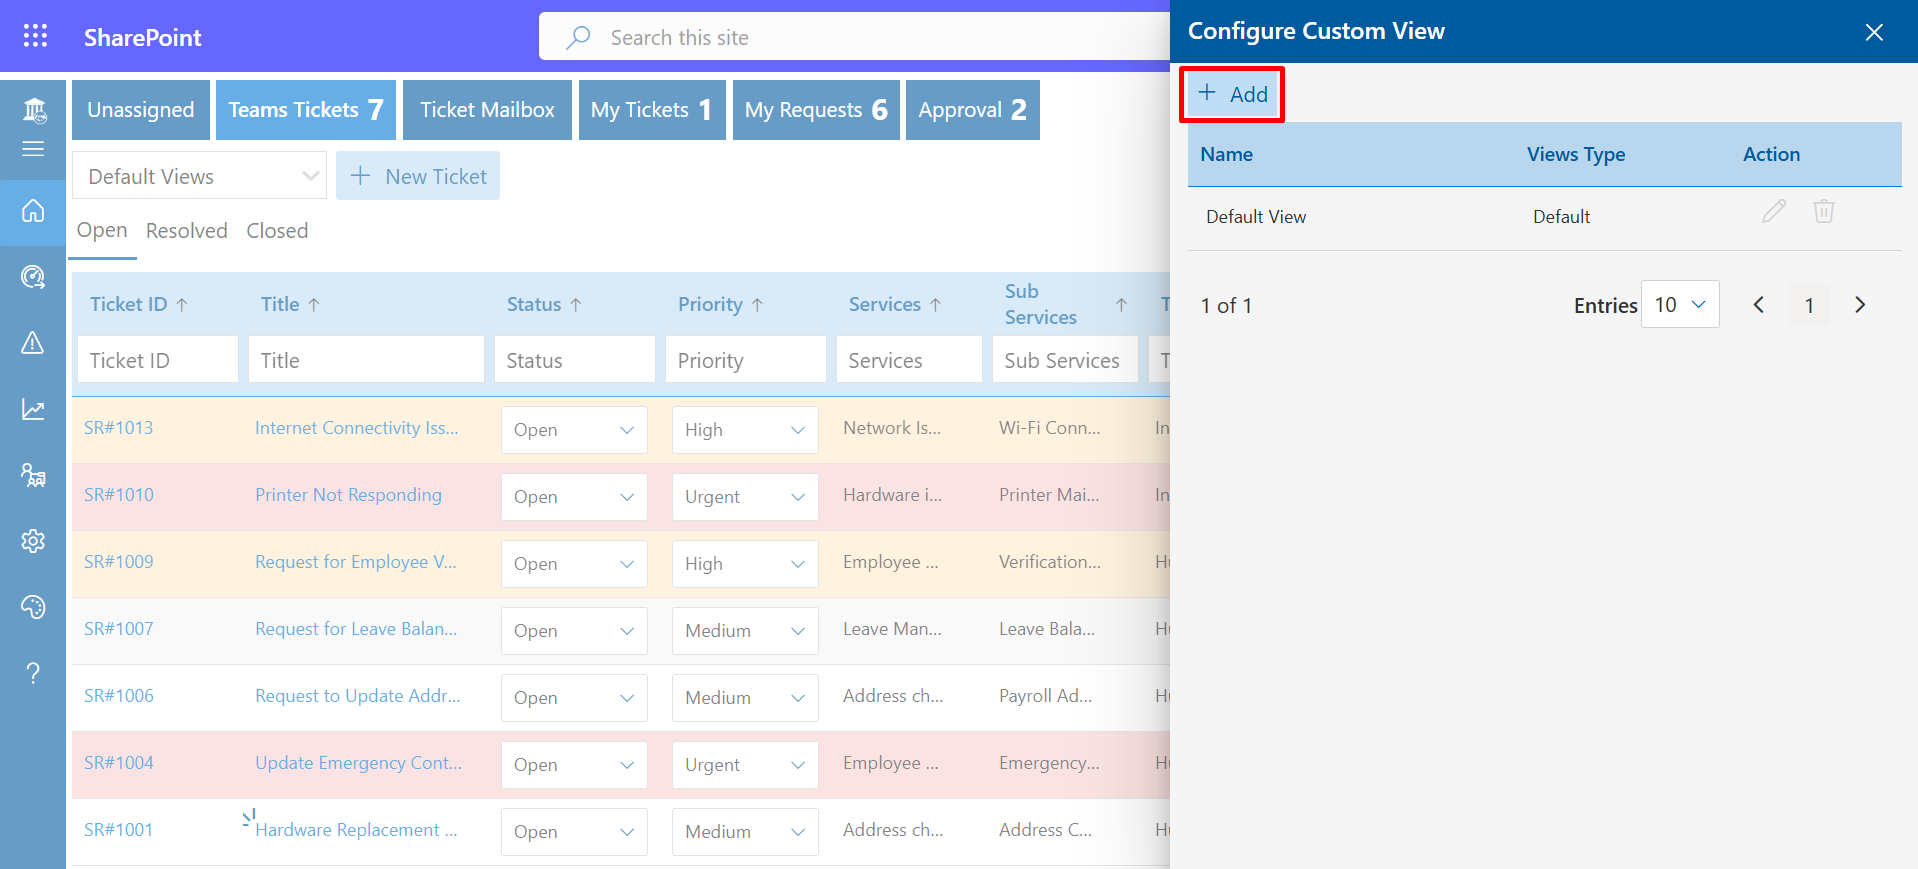 SharePoint
Search this site
Unassigned
Teams Tickets 7
Ticket Mailbox
My Tickets 1
My Requests 6
Approval 2
Default Views
+ New Ticket
Open Resolved Closed
Ticket ID ↑ Title ↑ Status ↑ Priority ↑ Services ↑ Sub Services ↑ T
Ticket ID Title Status Priority Services Sub Services T
SR#1013 Internet Connectivity Iss... Open High Network Is... Wi-Fi Conn... In
SR#1010 Printer Not Responding Open Urgent Hardware i... Printer Mai... In
SR#1009 Request for Employee V... Open High Employee ... Verification... Hu
SR#1007 Request for Leave Balan... Open Medium Leave Man... Leave Bala... Hu
SR#1006 Request to Update Addr... Open Medium Address ch... Payroll Ad... Hu
SR#1004 Update Emergency Cont... Open Urgent Employee ... Emergency... Hu
SR#1001 Hardware Replacement ... Open Medium Address ch... Address C... Hu
Configure Custom View
+ Add
Name Views Type Action
Default View Default
1 of 1 Entries 10 1